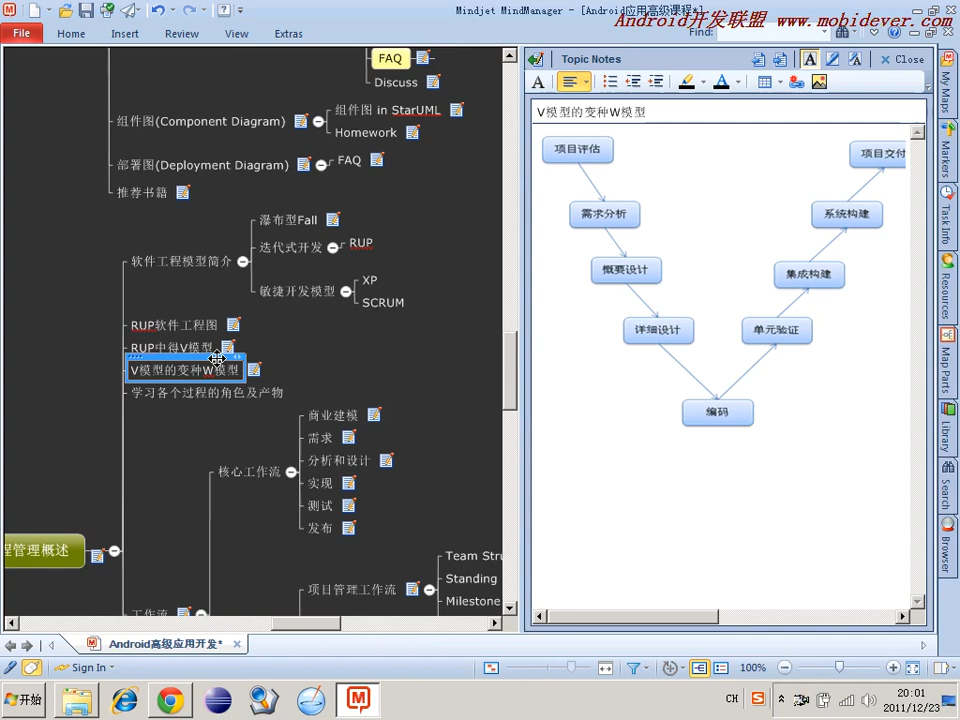 Mindjet MindManager - [Android应用高级课程*]
Android开发联盟 www.mobidever.com
File Home Insert Review View Extras Find:
FAQ
Discuss
组件图(Component Diagram)
组件图 in StarUML
Homework
部署图(Deployment Diagram)
FAQ
推荐书籍
瀑布型Fall
迭代式开发
RUP
软件工程模型简介
敏捷开发模型
XP
SCRUM
RUP软件工程图
RUP中得V模型
V模型的变种W模型
学习各个过程的角色及产物
商业建模
需求
分析和设计
核心工作流
实现
测试
发布
程管理概述
项目管理工作流
Team Stru
Standing
Milestone
工作流
Topic Notes
Close
V模型的变种W模型
项目评估
项目交付
需求分析
系统构建
概要设计
集成构建
详细设计
单元验证
编码
My Maps
Markers
Task Info
Resources
Map Parts
Library
Search
Browser
Android高级应用开发*
Sign In
100%
开始
CH
20:01
2011/12/23